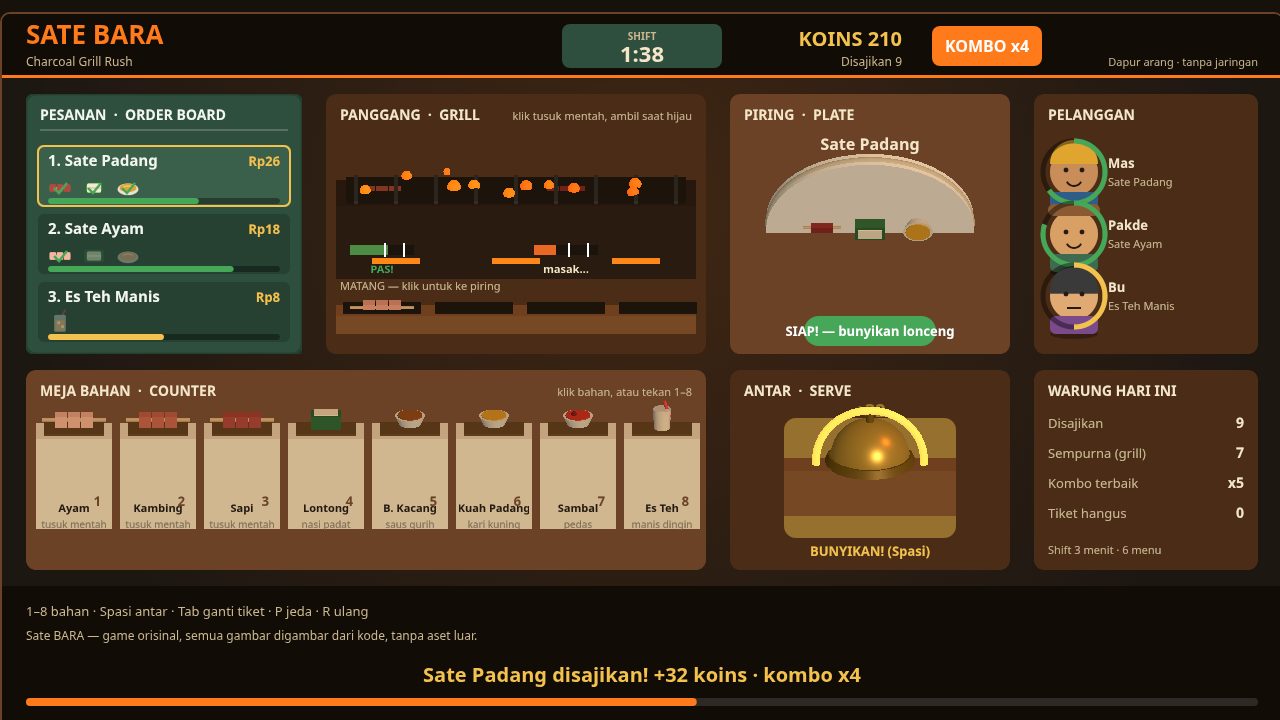 SATE BARA
Charcoal Grill Rush
SHIFT
1:38
KOINS 210
Disajikan 9
KOMBO x4
Dapur arang · tanpa jaringan
PESANAN · ORDER BOARD
1. Sate Padang Rp26
2. Sate Ayam Rp18
3. Es Teh Manis Rp8
PANGGANG · GRILL
klik tusuk mentah, ambil saat hijau
PAS!
masak...
MATANG — klik untuk ke piring
PIRING · PLATE
Sate Padang
SIAP! — bunyikan lonceng
PELANGGAN
Mas
Sate Padang
Pakde
Sate Ayam
Bu
Es Teh Manis
MEJA BAHAN · COUNTER
klik bahan, atau tekan 1–8
Ayam 1
tusuk mentah
Kambing 2
tusuk mentah
Sapi 3
tusuk mentah
Lontong 4
nasi padat
B. Kacang 5
saus gurih
Kuah Padang 6
kari kuning
Sambal 7
pedas
Es Teh 8
manis dingin
ANTAR · SERVE
BUNYIKAN! (Spasi)
WARUNG HARI INI
Disajikan 9
Sempurna (grill) 7
Kombo terbaik x5
Tiket hangus 0
Shift 3 menit · 6 menu
1–8 bahan · Spasi antar · Tab ganti tiket · P jeda · R ulang
Sate BARA — game orisinal, semua gambar digambar dari kode, tanpa aset luar.
Sate Padang disajikan! +32 koins · kombo x4